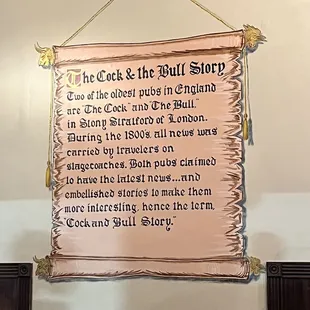 The Cock & the Bull Story
Two of the oldest pubs in England
are "The Cock" and "The Bull,"
in Stony Stratford of London.
During the 1800s, all news was
carried by travelers on
stagecoaches. Both pubs claimed
to have the latest news...and
embellished stories to make them
more interesting, hence the term,
"Cock and Bull Story."